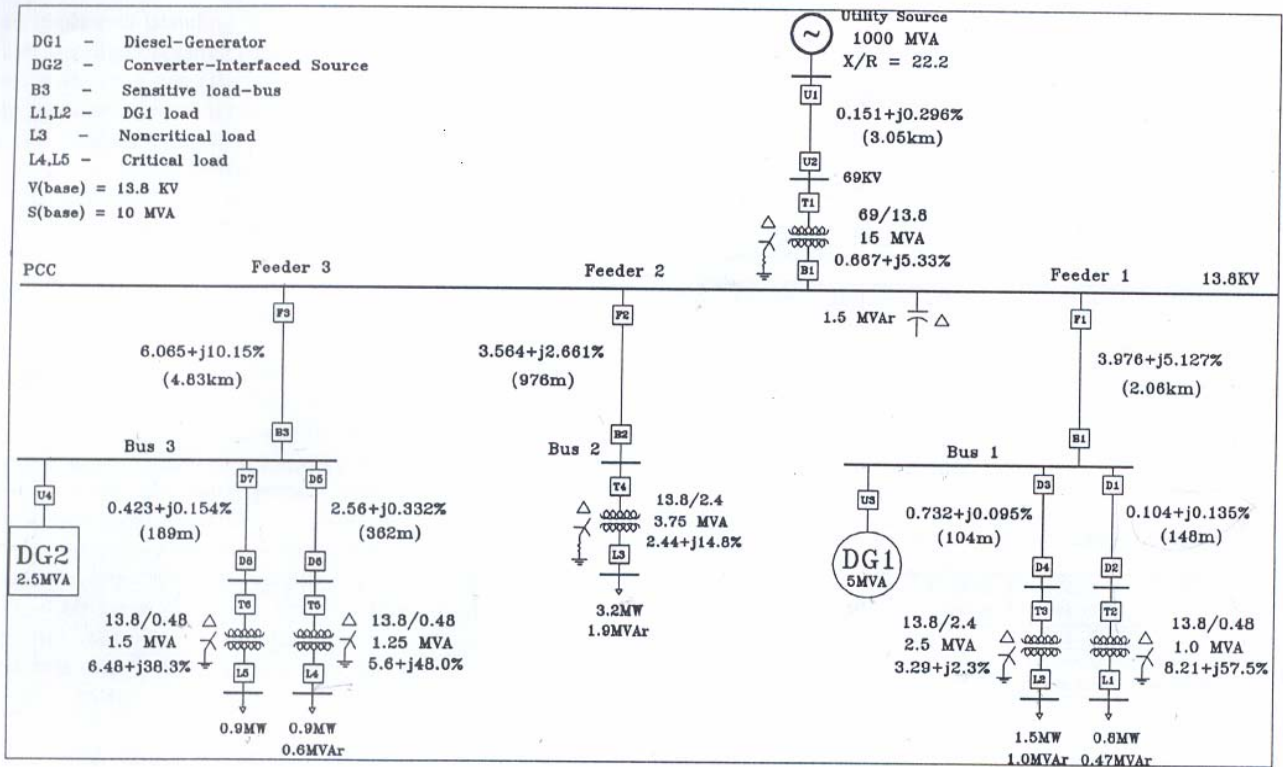 Utility Source
1000 MVA
X/R = 22.2
DG1 - Diesel-Generator
DG2 - Converter-Interfaced Source
B3 - Sensitive load-bus
L1,L2 - DG1 load
L3 - Noncritical load
L4,L5 - Critical load
V(base) = 13.8 KV
S(base) = 10 MVA
U1
0.151+j0.296%
(3.05km)
U2
69KV
T1
69/13.8
15 MVA
0.667+j5.33%
B1
PCC
Feeder 3
Feeder 2
Feeder 1
13.8KV
F3
F2
1.5 MVAr
F1
6.065+j10.15%
(4.83km)
3.564+j2.661%
(976m)
3.976+j5.127%
(2.06km)
B3
B2
B1
Bus 3
Bus 2
Bus 1
U4
D7
D5
0.423+j0.154%
(189m)
2.56+j0.332%
(362m)
DG2
2.5MVA
D8
D6
T6
T5
13.8/0.48
1.5 MVA
6.48+j38.3%
13.8/0.48
1.25 MVA
5.6+j48.0%
L5
L4
0.9MW
0.9MW
0.6MVAr
T4
13.8/2.4
3.75 MVA
2.44+j14.8%
L3
3.2MW
1.9MVAr
U3
D3
D1
0.732+j0.095%
(104m)
0.104+j0.135%
(148m)
DG1
5MVA
D4
D2
T3
T2
13.8/2.4
2.5 MVA
3.29+j2.3%
13.8/0.48
1.0 MVA
8.21+j57.5%
L2
L1
1.5MW
1.0MVAr
0.8MW
0.47MVAr